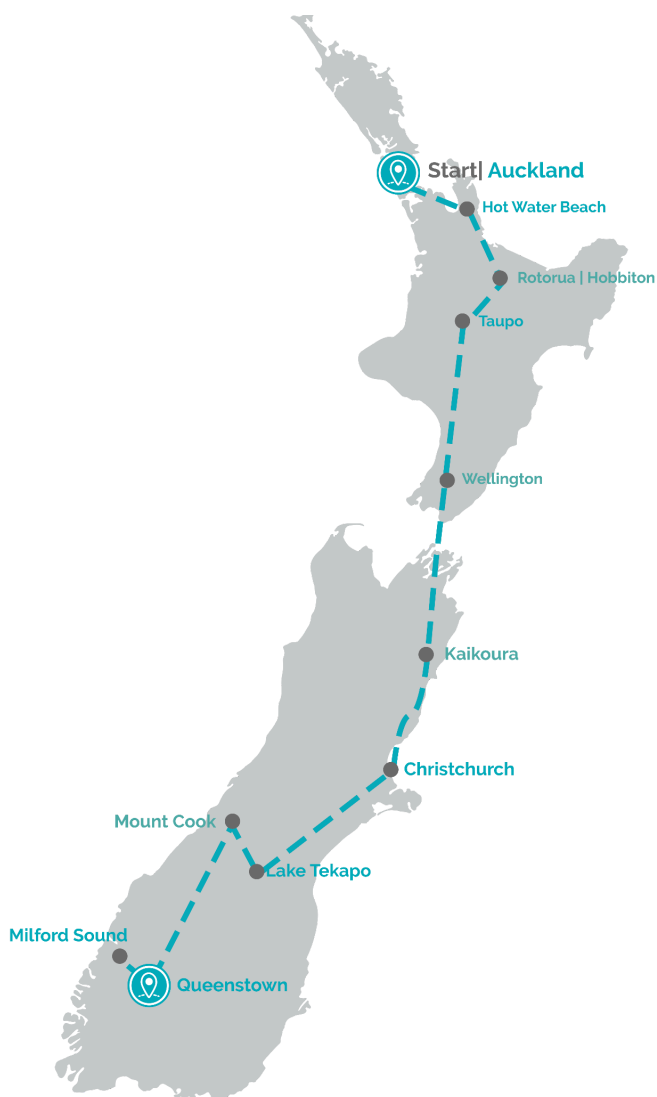 Start| Auckland
Hot Water Beach
Rotorua | Hobbiton
Taupo
Wellington
Kaikoura
Christchurch
Mount Cook
Lake Tekapo
Milford Sound
Queenstown